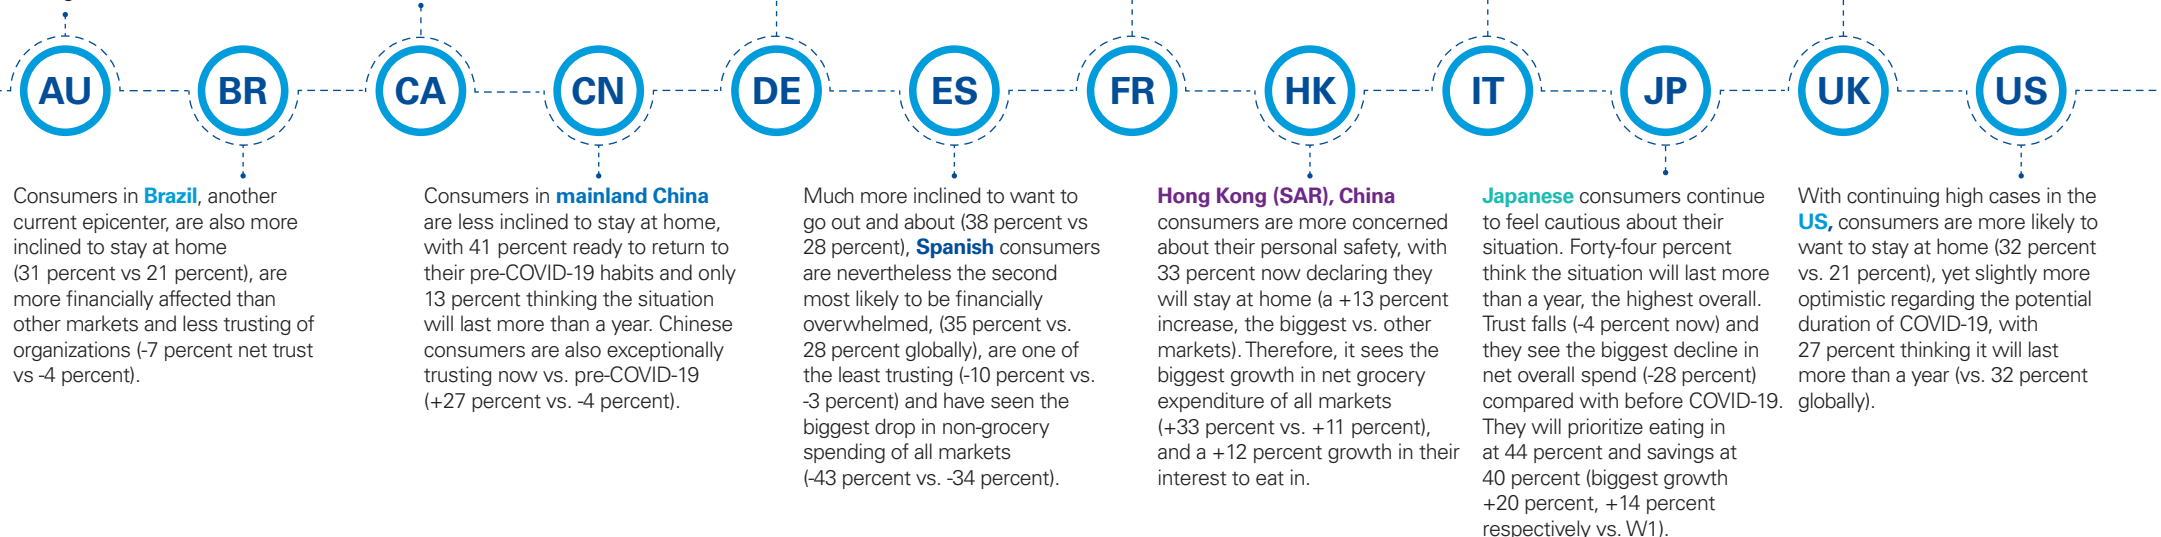 AU
BR
CA
CN
DE
ES
FR
HK
IT
JP
UK
US
Consumers in Brazil, another
current epicenter, are also more
inclined to stay at home
(31 percent vs 21 percent), are
more financially affected than
other markets and less trusting of
organizations (-7 percent net trust
vs -4 percent).
Consumers in mainland China
are less inclined to stay at home,
with 41 percent ready to return to
their pre-COVID-19 habits and only
13 percent thinking the situation
will last more than a year. Chinese
consumers are also exceptionally
trusting now vs. pre-COVID-19
(+27 percent vs. -4 percent).
Much more inclined to want to
go out and about (38 percent vs
28 percent), Spanish consumers
are nevertheless the second
most likely to be financially
overwhelmed, (35 percent vs.
28 percent globally), are one of
the least trusting (-10 percent vs.
-3 percent) and have seen the
biggest drop in non-grocery
spending of all markets
(-43 percent vs. -34 percent).
Hong Kong (SAR), China
consumers are more concerned
about their personal safety, with
33 percent now declaring they
will stay at home (a +13 percent
increase, the biggest vs. other
markets). Therefore, it sees the
biggest growth in net grocery
expenditure of all markets
(+33 percent vs. +11 percent),
and a +12 percent growth in their
interest to eat in.
Japanese consumers continue
to feel cautious about their
situation. Forty-four percent
think the situation will last more
than a year, the highest overall.
Trust falls (-4 percent now) and
they see the biggest decline in
net overall spend (-28 percent)
compared with before COVID-19.
They will prioritize eating in
at 44 percent and savings at
40 percent (biggest growth
+20 percent, +14 percent
respectively vs. W1).
With continuing high cases in the
US, consumers are more likely to
want to stay at home (32 percent
vs. 21 percent), yet slightly more
optimistic regarding the potential
duration of COVID-19, with
27 percent thinking it will last
more than a year (vs. 32 percent
globally).